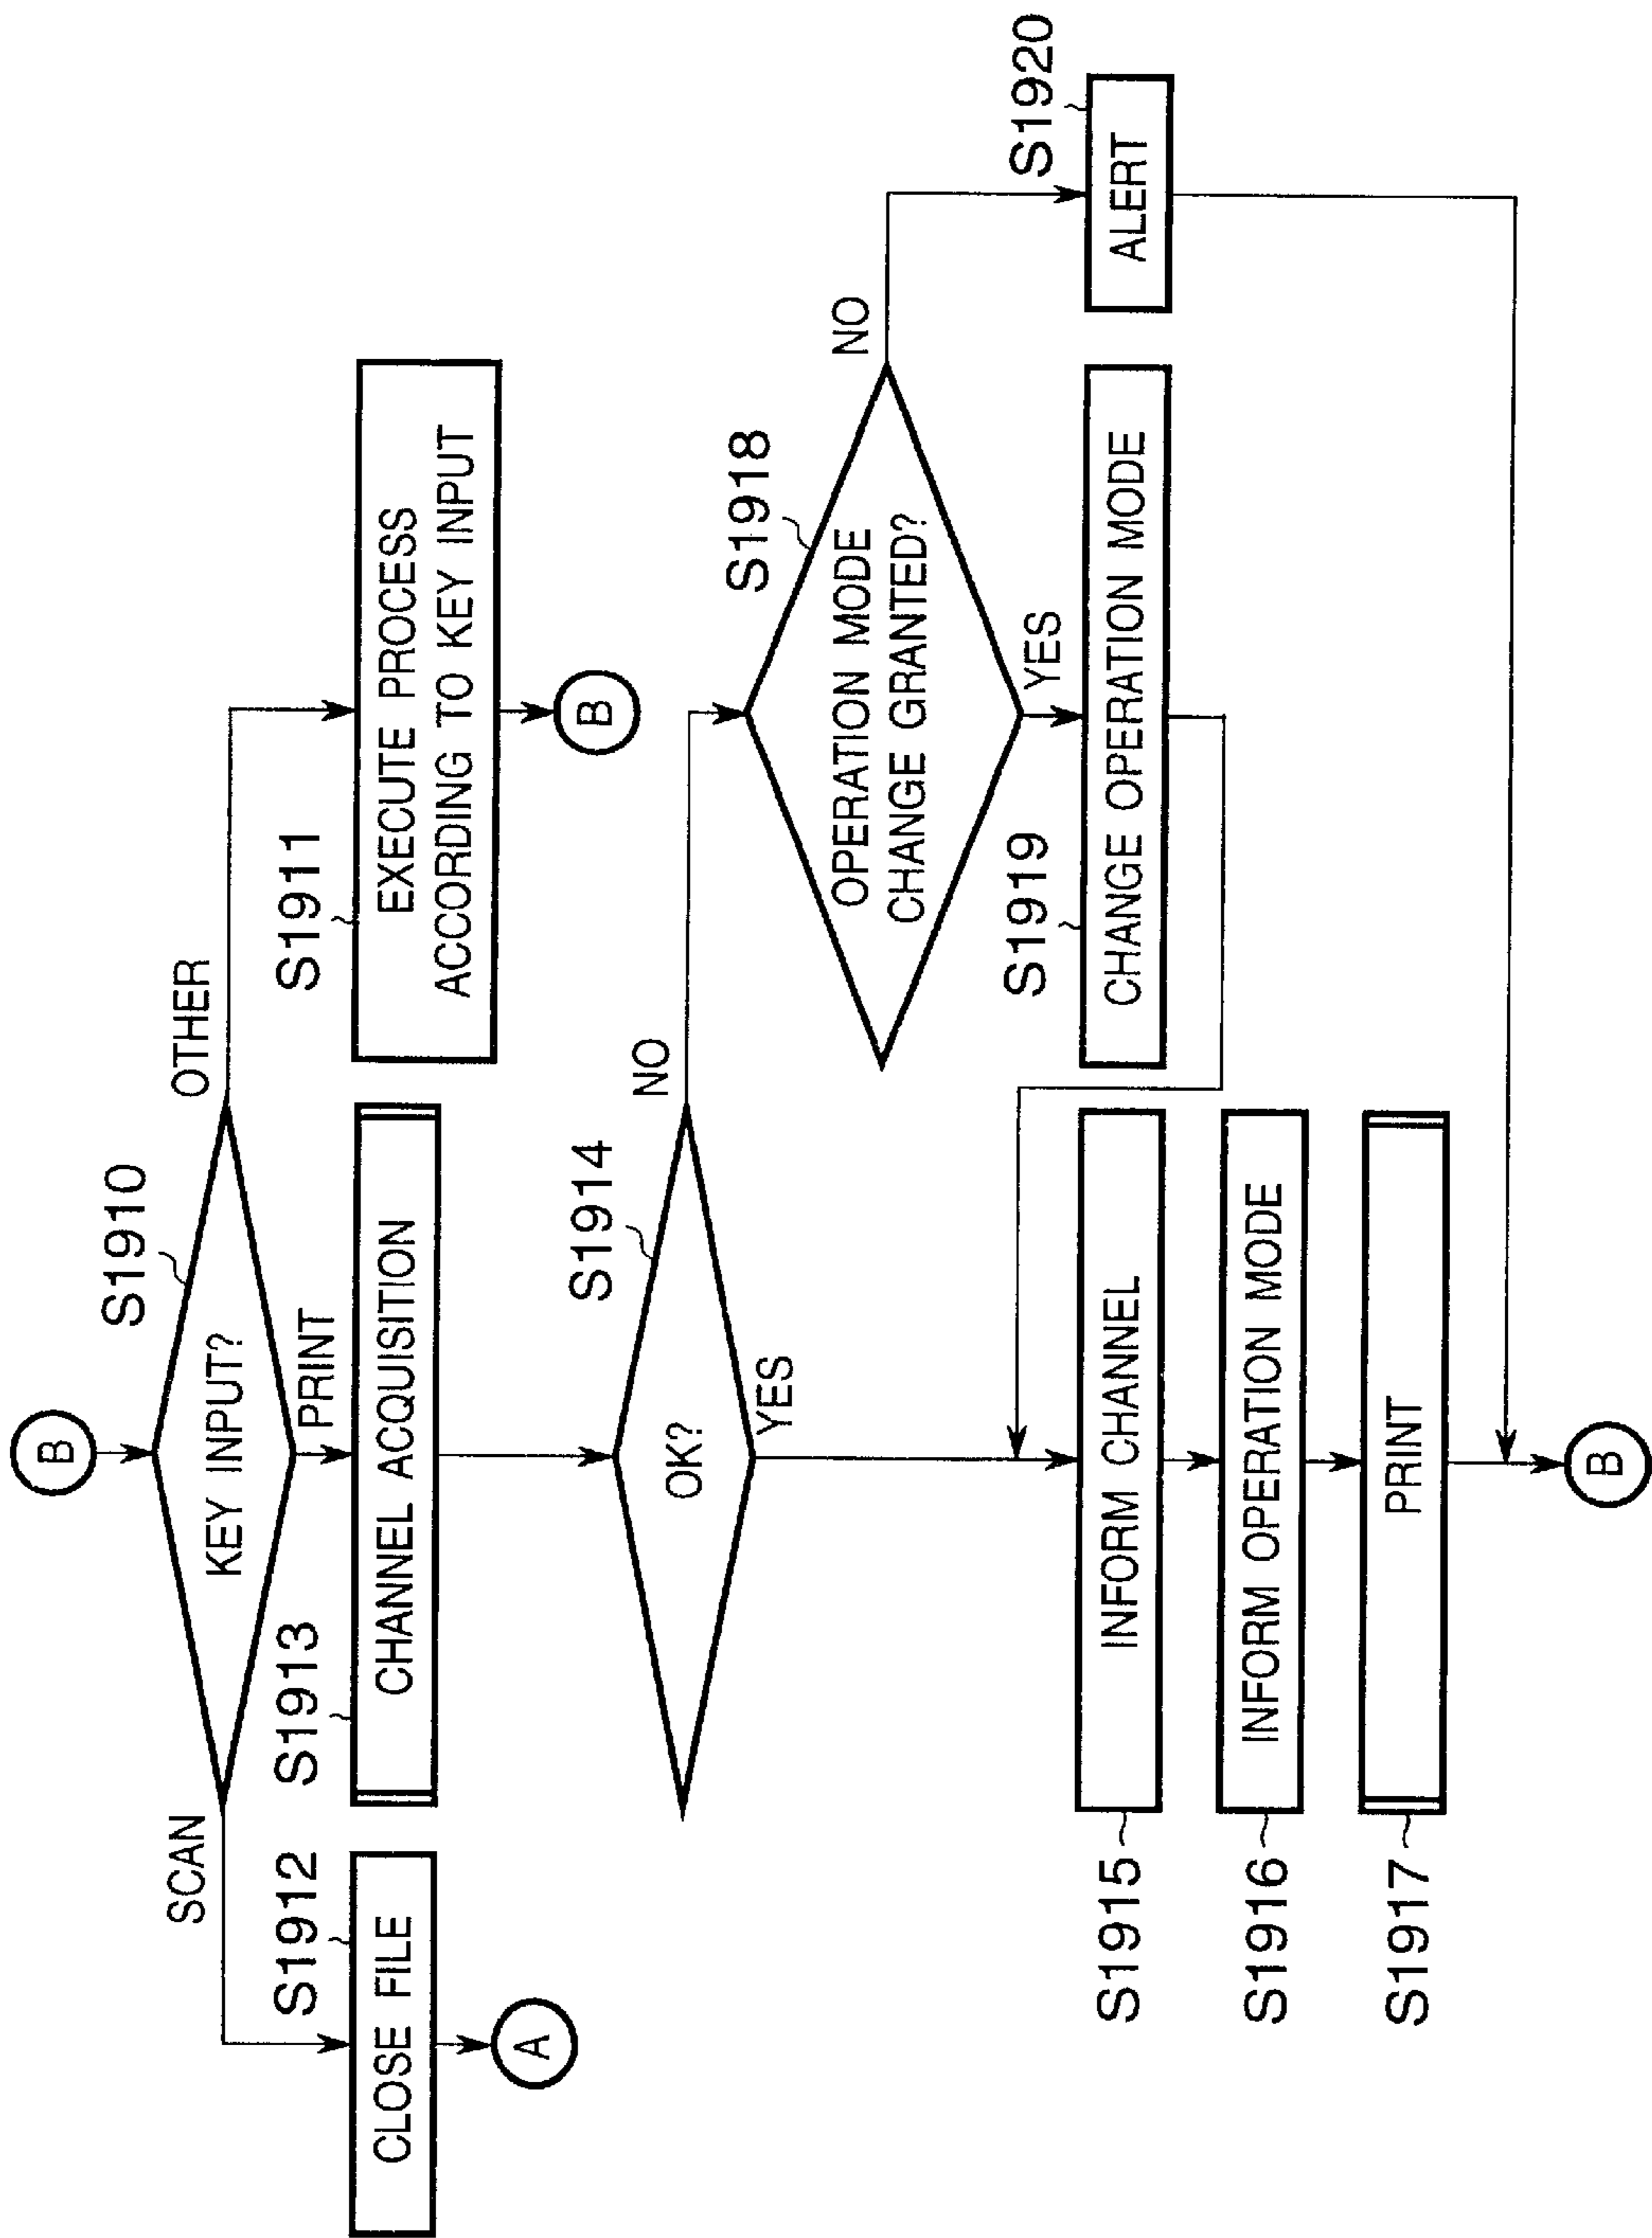 B
S1910
KEY INPUT?
SCAN
PRINT
OTHER
S1912
CLOSE FILE
A
S1913
CHANNEL ACQUISITION
S1911
EXECUTE PROCESS
ACCORDING TO KEY INPUT
B
S1914
OK?
NO
YES
S1918
OPERATION MODE
CHANGE GRANTED?
NO
YES
S1919
CHANGE OPERATION MODE
S1920
ALERT
S1915
INFORM CHANNEL
S1916
INFORM OPERATION MODE
S1917
PRINT
B